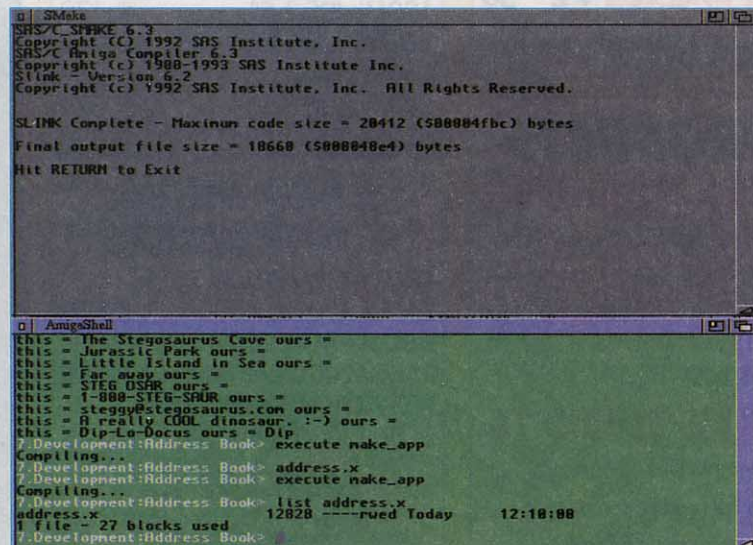 SMake
SAS/C_SMAKE 6.3
Copyright (C) 1992 SAS Institute, Inc.
SAS/C Amiga Compiler 6.3
Copyright (c) 1988-1993 SAS Institute Inc.
Slink - Version 6.2
Copyright (c) 1992 SAS Institute, Inc. All Rights Reserved.
SLINK Complete - Maximum code size = 20412 ($00004fbc) bytes
Final output file size = 18660 ($000048e4) bytes
Hit RETURN to Exit
AmigaShell
this = The Stegosaurus Cave ours =
this = Jurassic Park ours =
this = Little Island in Sea ours =
this = Far away ours =
this = STEG OSAR ours =
this = 1-800-STEG-SAUR ours =
this = steggy@stegosaurus.com ours =
this = A really COOL dinosaur. :-) ours =
this = Dip-Lo-Docus ours = Dip
7.Development:Address Book> execute make_app
Compiling...
7.Development:Address Book> address.x
7.Development:Address Book> execute make_app
Compiling...
7.Development:Address Book> list address.x
address.x 12828 ----rwed Today 12:10:08
1 file - 27 blocks used
7.Development:Address Book>